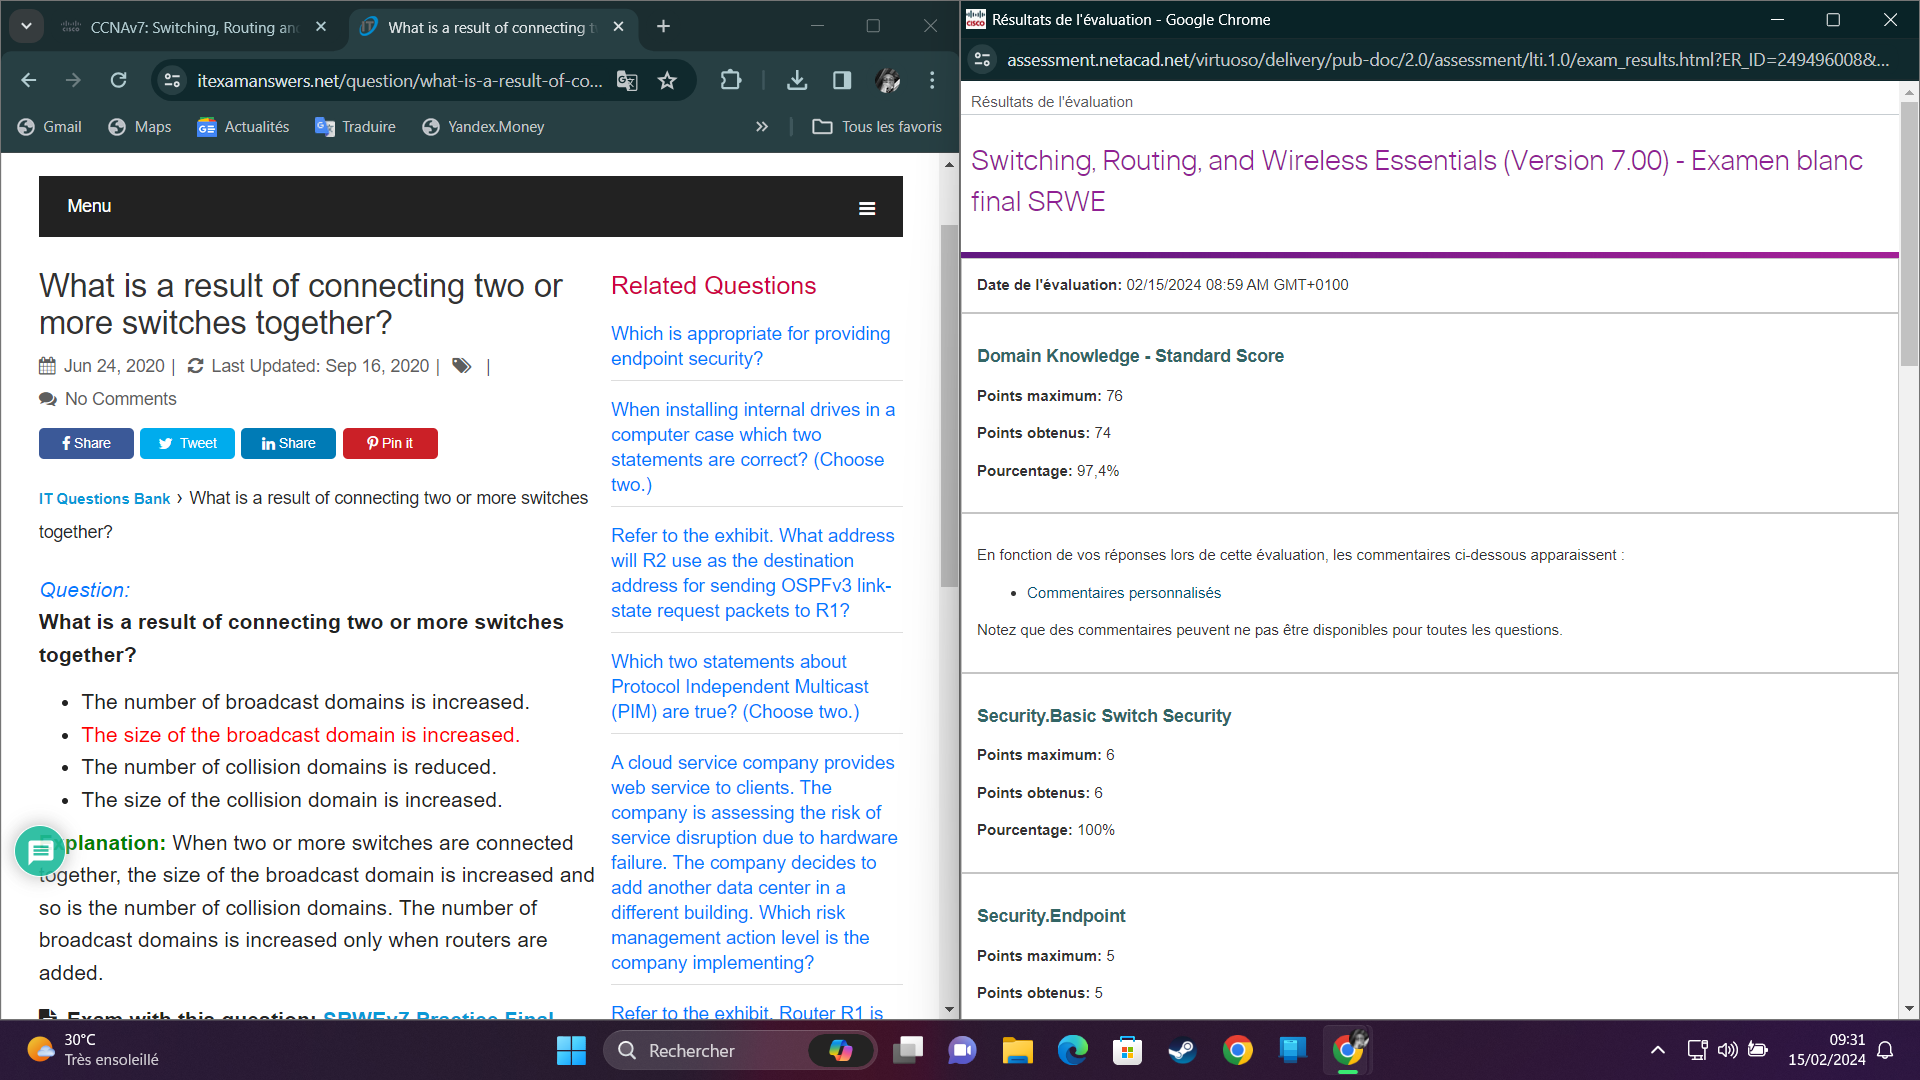 CCNAv7: Switching, Routing an
What is a result of connecting t
itexamanswers.net/question/what-is-a-result-of-co...
Gmail
Maps
Actualités
Traduire
Yandex.Money
Tous les favoris
Menu
What is a result of connecting two or
more switches together?
Jun 24, 2020 | Last Updated: Sep 16, 2020 | |
No Comments
Share
Tweet
Share
Pin it
IT Questions Bank › What is a result of connecting two or more switches
together?
Question:
What is a result of connecting two or more switches
together?
• The number of broadcast domains is increased.
• The size of the broadcast domain is increased.
• The number of collision domains is reduced.
• The size of the collision domain is increased.
Explanation: When two or more switches are connected
together, the size of the broadcast domain is increased and
so is the number of collision domains. The number of
broadcast domains is increased only when routers are
added.
Exam with this question: SRWEv7 Practice Final
Related Questions
Which is appropriate for providing
endpoint security?
When installing internal drives in a
computer case which two
statements are correct? (Choose
two.)
Refer to the exhibit. What address
will R2 use as the destination
address for sending OSPFv3 link-
state request packets to R1?
Which two statements about
Protocol Independent Multicast
(PIM) are true? (Choose two.)
A cloud service company provides
web service to clients. The
company is assessing the risk of
service disruption due to hardware
failure. The company decides to
add another data center in a
different building. Which risk
management action level is the
company implementing?
Refer to the exhibit. Router R1 is
Résultats de l'évaluation - Google Chrome
assessment.netacad.net/virtuoso/delivery/pub-doc/2.0/assessment/lti.1.0/exam_results.html?ER_ID=249496008&...
Résultats de l'évaluation
Switching, Routing, and Wireless Essentials (Version 7.00) - Examen blanc
final SRWE
Date de l'évaluation: 02/15/2024 08:59 AM GMT+0100
Domain Knowledge - Standard Score
Points maximum: 76
Points obtenus: 74
Pourcentage: 97,4%
En fonction de vos réponses lors de cette évaluation, les commentaires ci-dessous apparaissent :
• Commentaires personnalisés
Notez que des commentaires peuvent ne pas être disponibles pour toutes les questions.
Security.Basic Switch Security
Points maximum: 6
Points obtenus: 6
Pourcentage: 100%
Security.Endpoint
Points maximum: 5
Points obtenus: 5
30°C
Très ensoleillé
Rechercher
09:31
15/02/2024